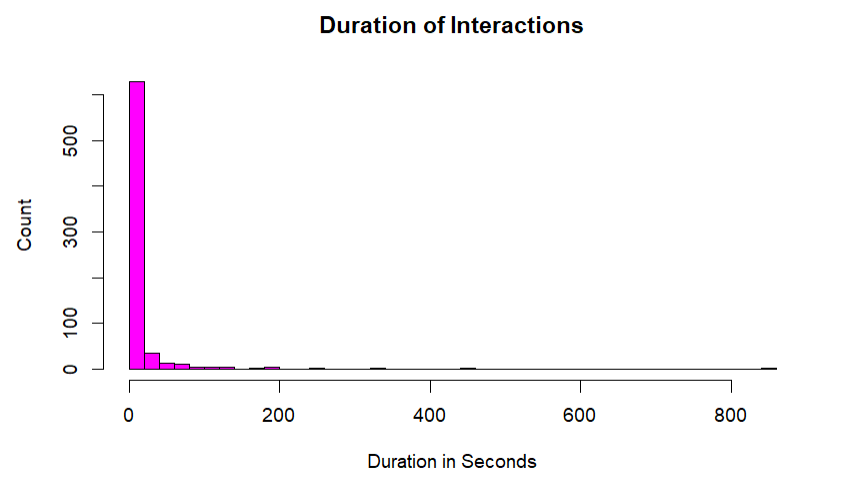 Duration of Interactions
Count
500
300
100
0
0 200 400 600 800
Duration in Seconds